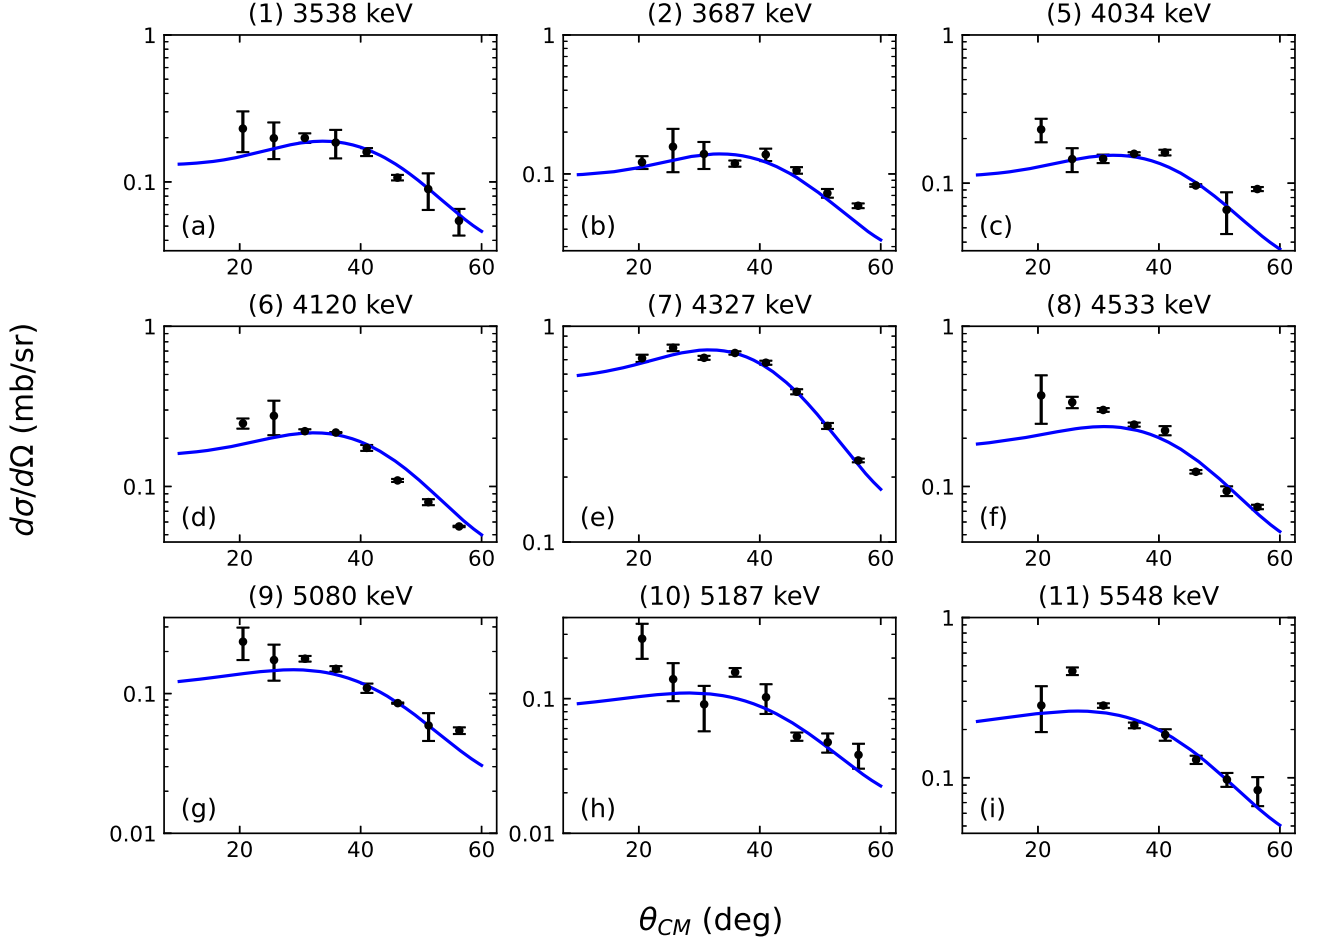 (1) 3538 keV
(2) 3687 keV
(5) 4034 keV
1
1
1
0.1
0.1
0.1
(a)
(b)
(c)
20 40 60
20 40 60
20 40 60
(6) 4120 keV
(7) 4327 keV
(8) 4533 keV
1
1
1
0.1
0.1
0.1
(d)
(e)
(f)
20 40 60
20 40 60
20 40 60
dσ/dΩ (mb/sr)
(9) 5080 keV
(10) 5187 keV
(11) 5548 keV
1
0.1
0.1
0.1
(g)
(h)
(i)
0.01
0.01
20 40 60
20 40 60
20 40 60
θCM (deg)